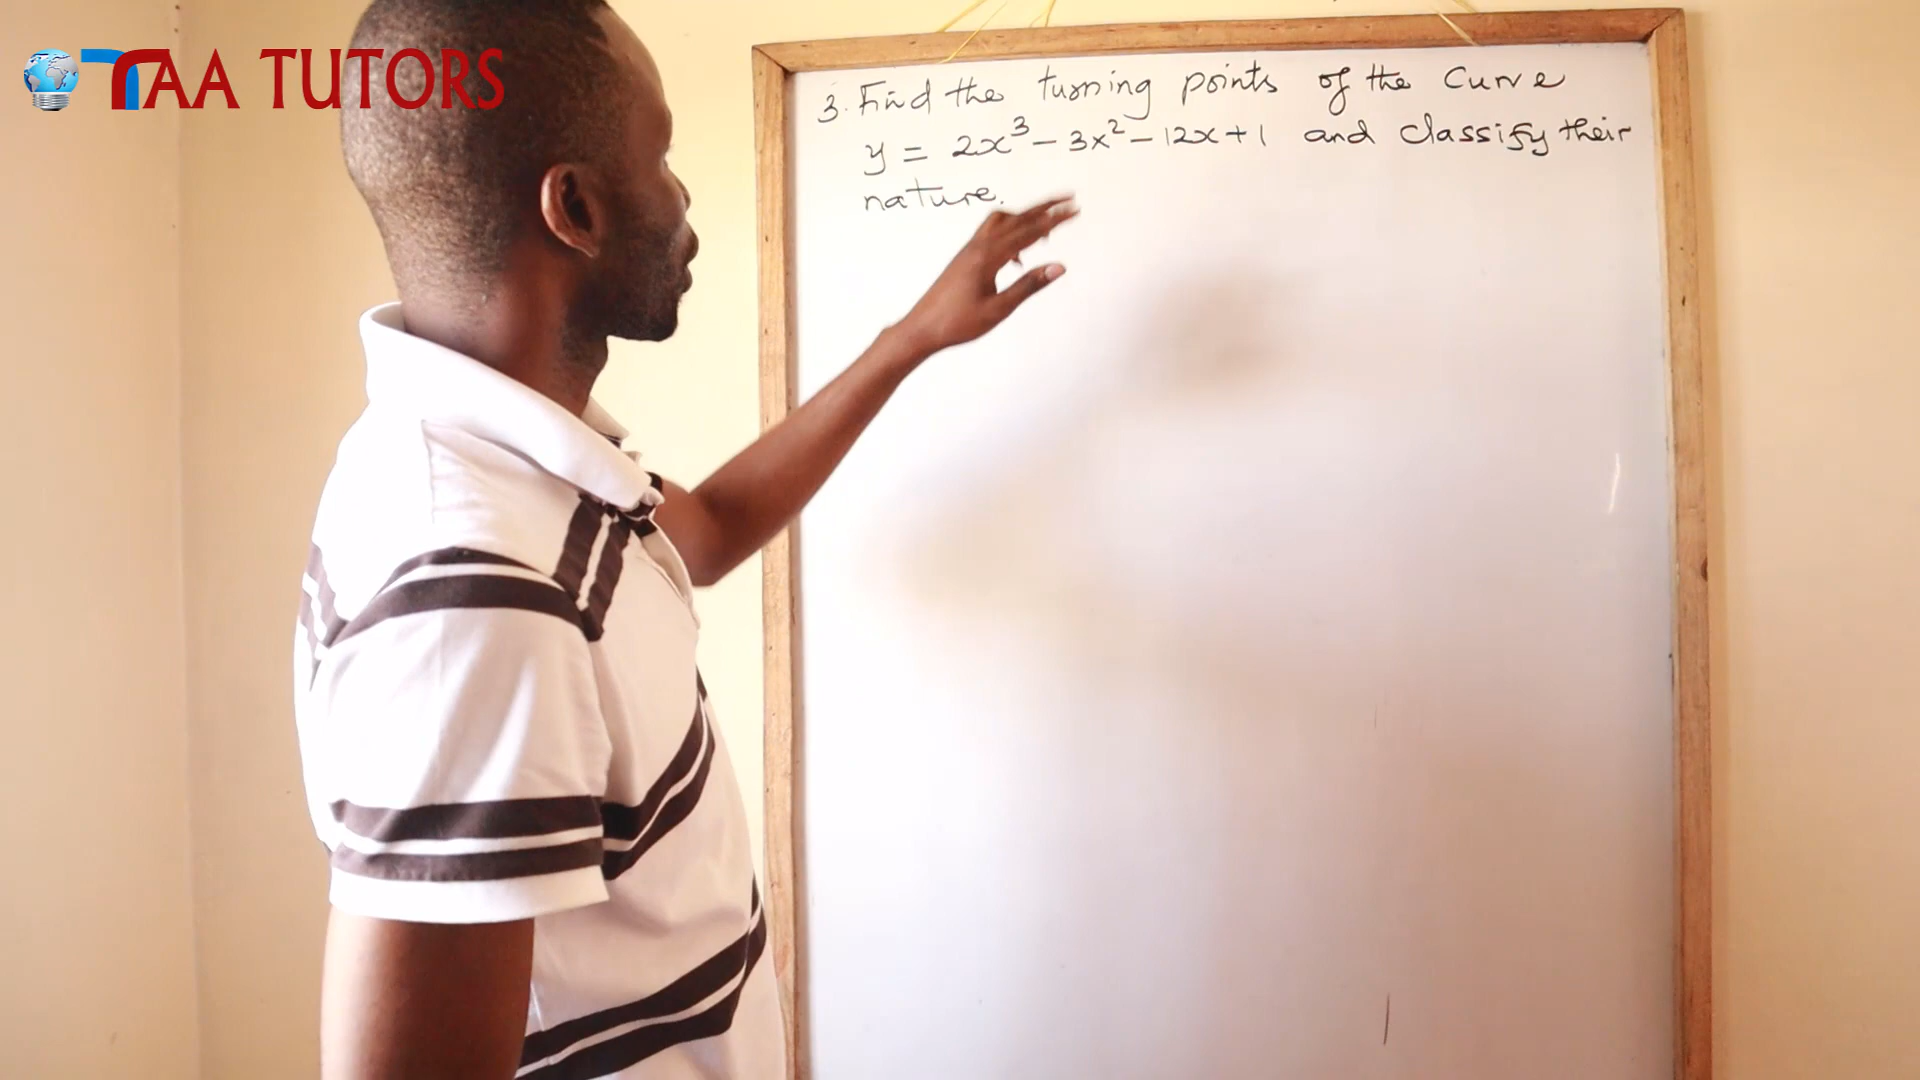 TAA TUTORS
3. Find the turning points of the curve
y = 2x³ - 3x² - 12x + 1 and classify their
nature.